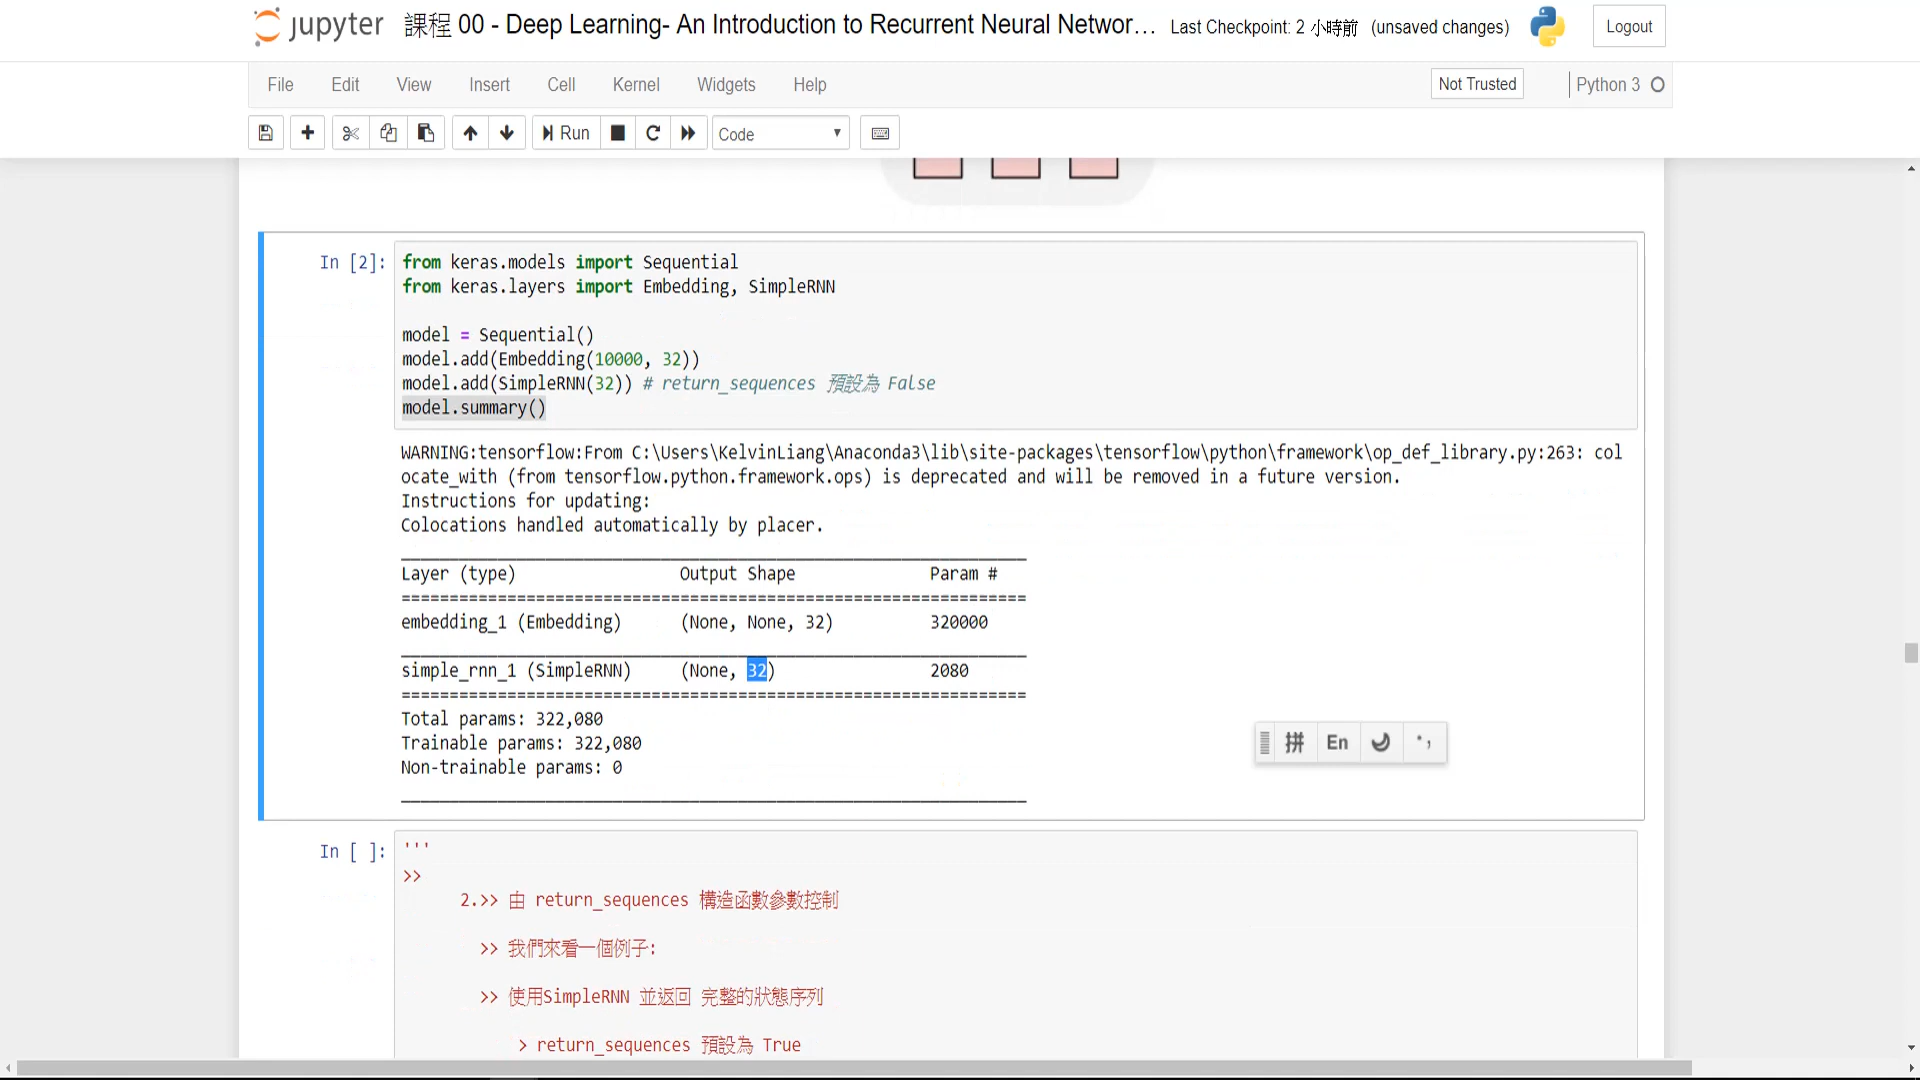 jupyter 課程 00 - Deep Learning- An Introduction to Recurrent Neural Networ... Last Checkpoint: 2 小時前 (unsaved changes) Logout
File Edit View Insert Cell Kernel Widgets Help Not Trusted Python 3
Run Code
In [2]: from keras.models import Sequential
from keras.layers import Embedding, SimpleRNN
model = Sequential()
model.add(Embedding(10000, 32))
model.add(SimpleRNN(32)) # return_sequences 預設為 False
model.summary()
WARNING:tensorflow:From C:\Users\KelvinLiang\Anaconda3\lib\site-packages\tensorflow\python\framework\op_def_library.py:263: col
ocate_with (from tensorflow.python.framework.ops) is deprecated and will be removed in a future version.
Instructions for updating:
Colocations handled automatically by placer.
_________________________________________________________________
Layer (type) Output Shape Param #
=================================================================
embedding_1 (Embedding) (None, None, 32) 320000
_________________________________________________________________
simple_rnn_1 (SimpleRNN) (None, 32) 2080
=================================================================
Total params: 322,080
Trainable params: 322,080
Non-trainable params: 0
_________________________________________________________________
拼 En
In [ ]: '''
>>
2.>> 由 return_sequences 構造函數參數控制
>> 我們來看一個例子:
>> 使用SimpleRNN 並返回 完整的狀態序列
> return_sequences 預設為 True